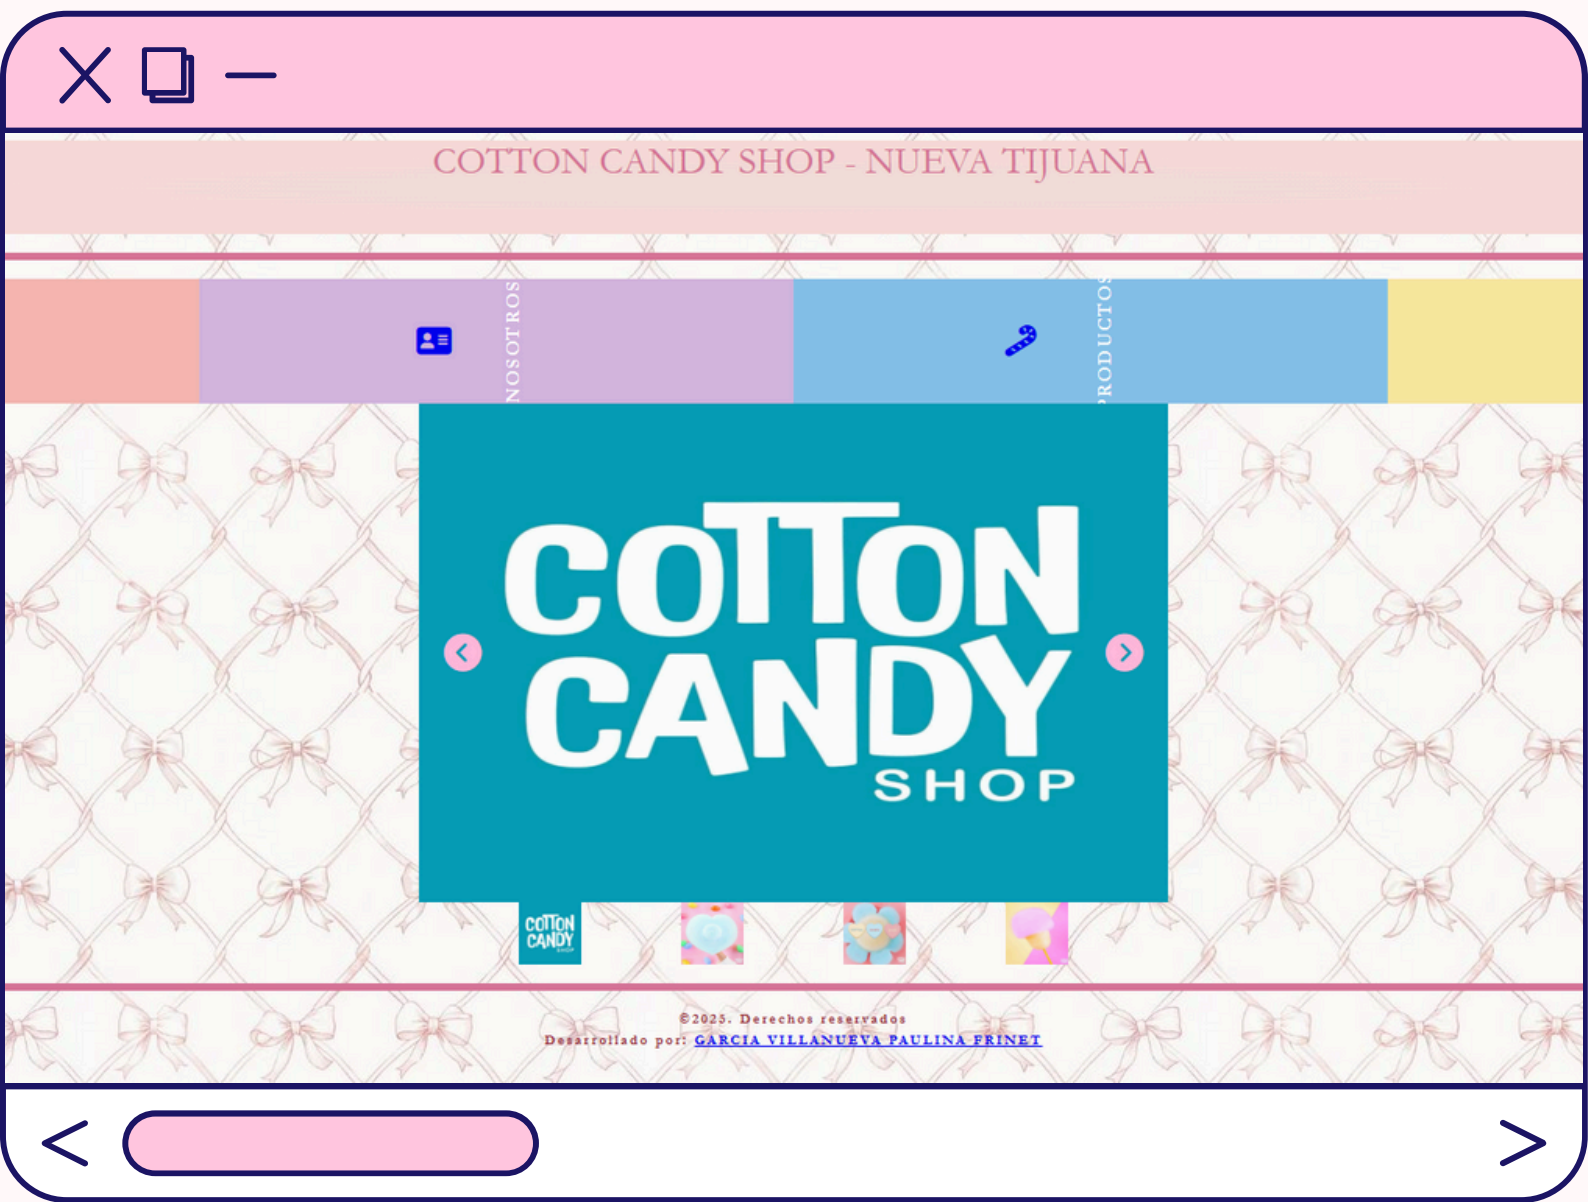 COTTON CANDY SHOP - NUEVA TIJUANA
NOSOTROS
PRODUCTOS
COTTON
CANDY
SHOP
COTTON
CANDY
SHOP
©2025. Derechos reservados
Desarrollado por: GARCIA VILLANUEVA PAULINA FRINET